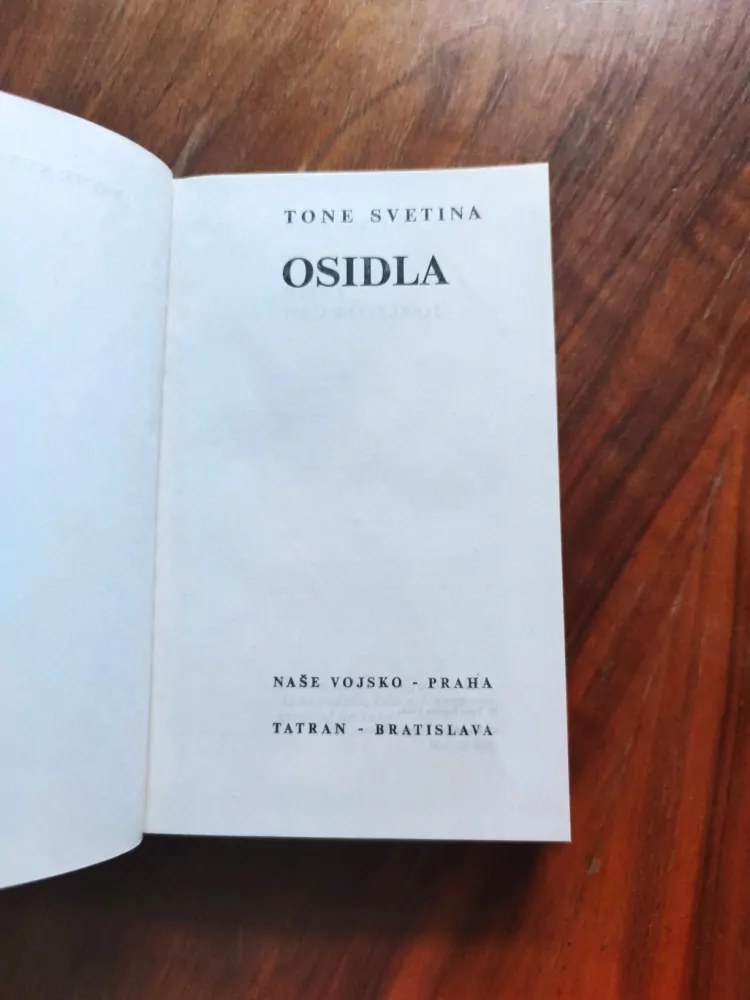 TONE SVETINA
OSIDLA
NAŠE VOJSKO - PRAHA
TATRAN - BRATISLAVA